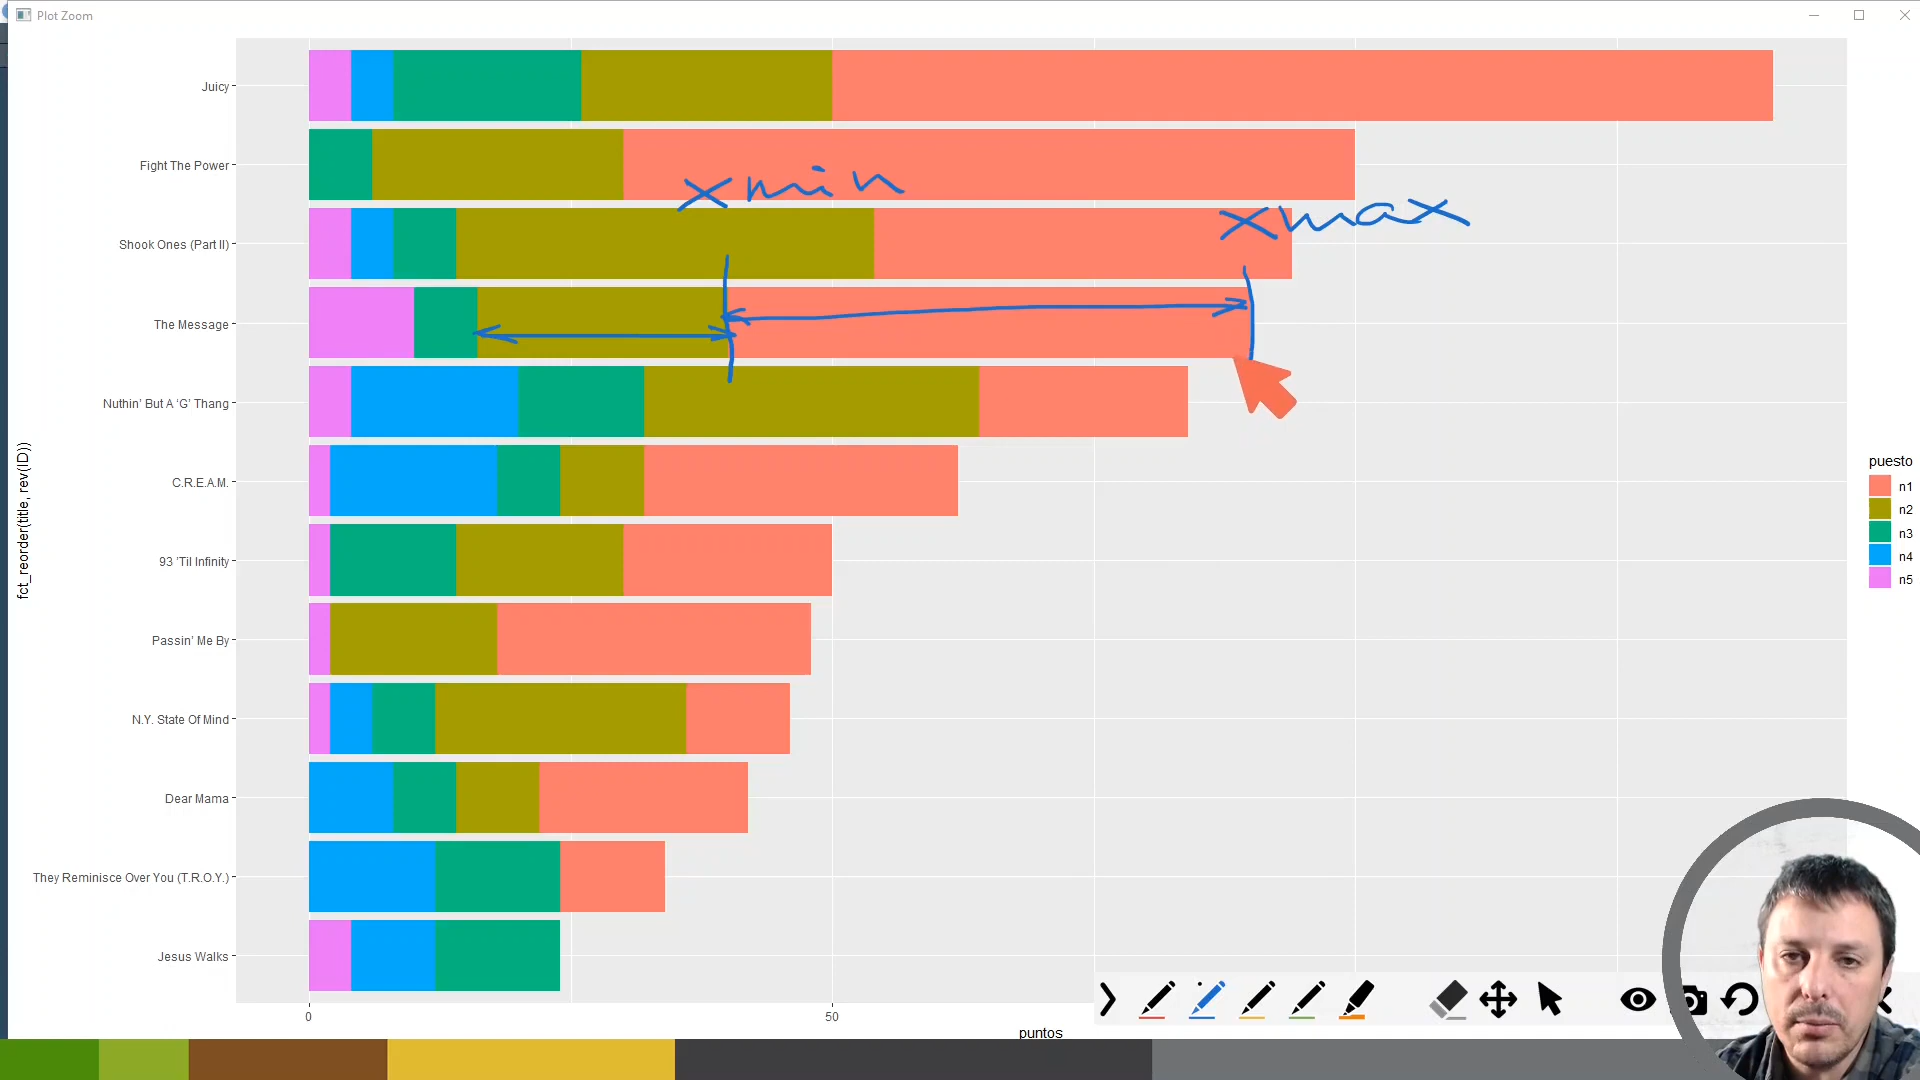 Plot Zoom
Juicy
Fight The Power
xmin
xmax
Shook Ones (Part II)
The Message
Nuthin' But A ‘G’ Thang
C.R.E.A.M.
93 ’Til Infinity
Passin’ Me By
N.Y. State Of Mind
Dear Mama
They Reminisce Over You (T.R.O.Y.)
Jesus Walks
fct_reorder(title, rev(ID))
0
50
puntos
puesto
n1
n2
n3
n4
n5